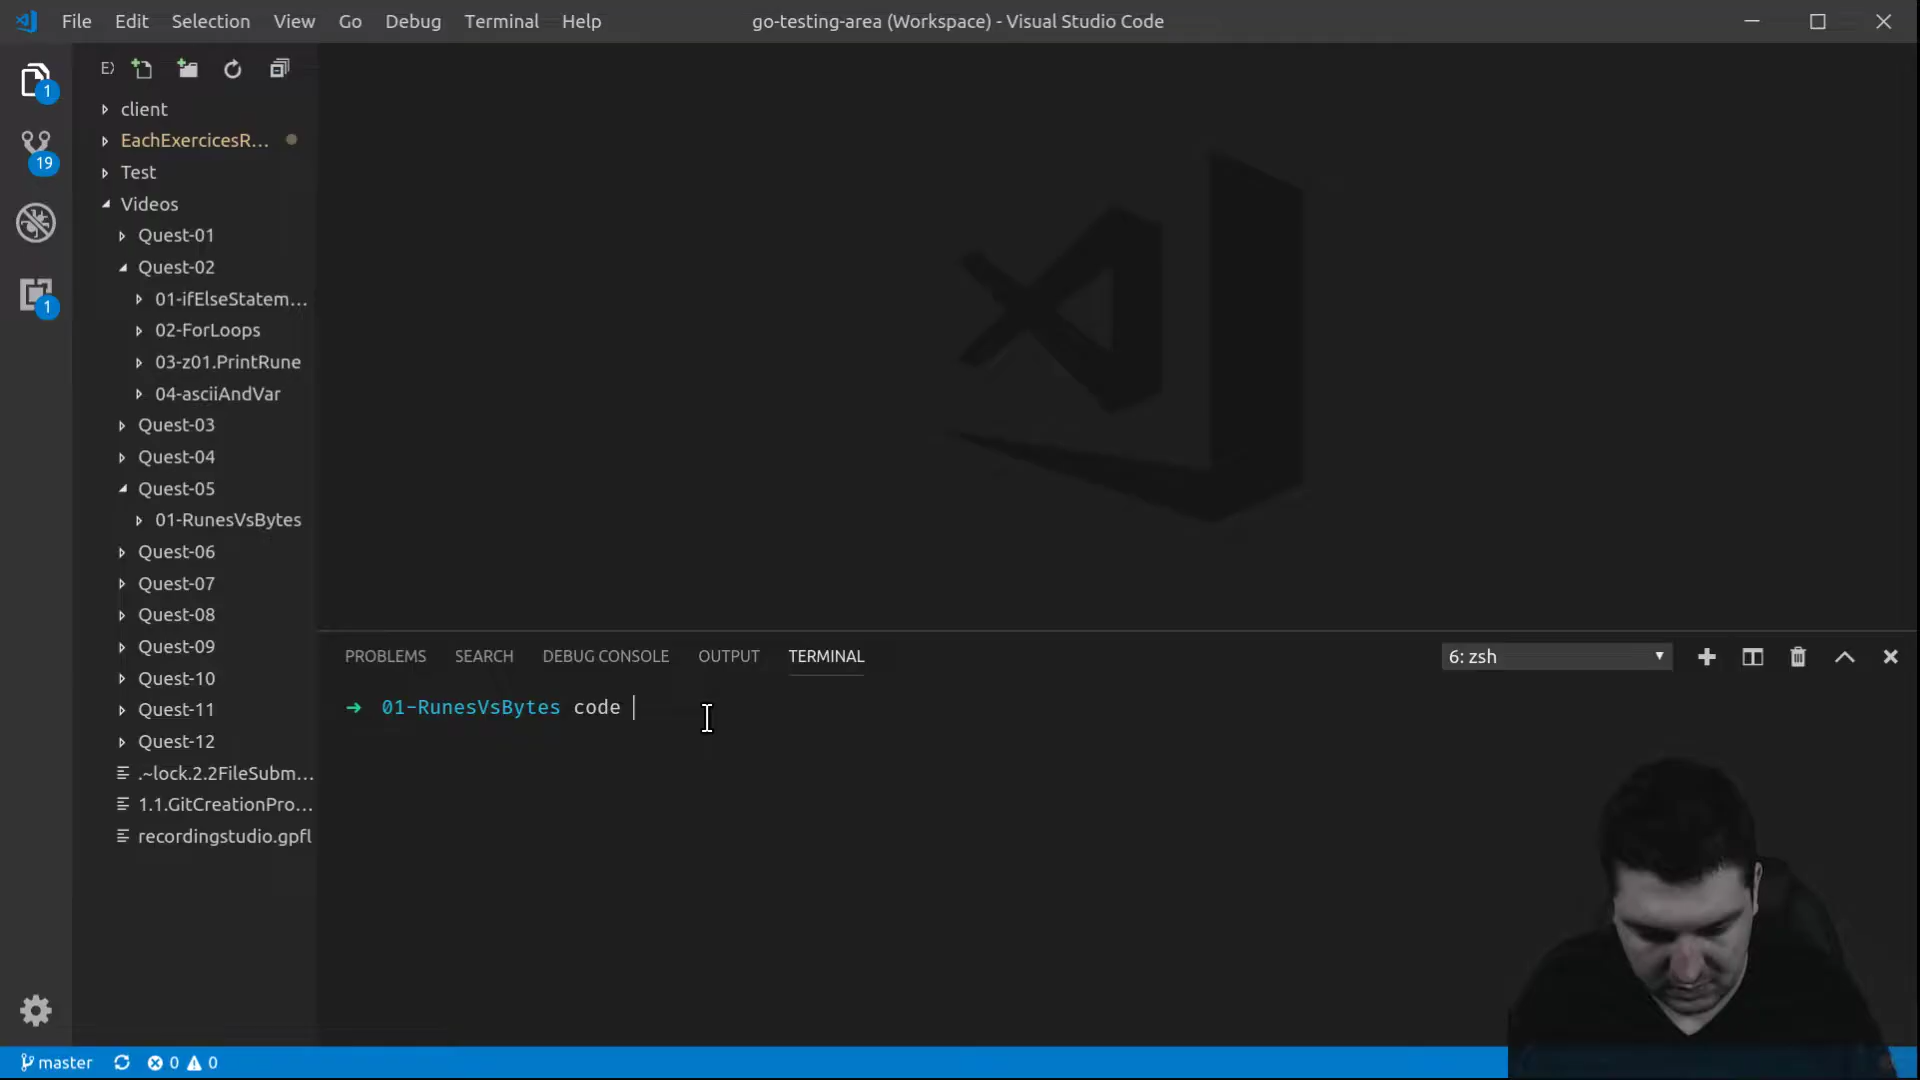 File Edit Selection View Go Debug Terminal Help go-testing-area (Workspace) - Visual Studio Code
1
19
1
client
EachExercicesR...
Test
Videos
Quest-01
Quest-02
01-ifElseStatem...
02-ForLoops
03-z01.PrintRune
04-asciiAndVar
Quest-03
Quest-04
Quest-05
01-RunesVsBytes
Quest-06
Quest-07
Quest-08
Quest-09
Quest-10
Quest-11
Quest-12
.~lock.2.2FileSubm...
1.1.GitCreationPro...
recordingstudio.gpfl
PROBLEMS SEARCH DEBUG CONSOLE OUTPUT TERMINAL 6: zsh
➜ 01-RunesVsBytes code
master 0 0